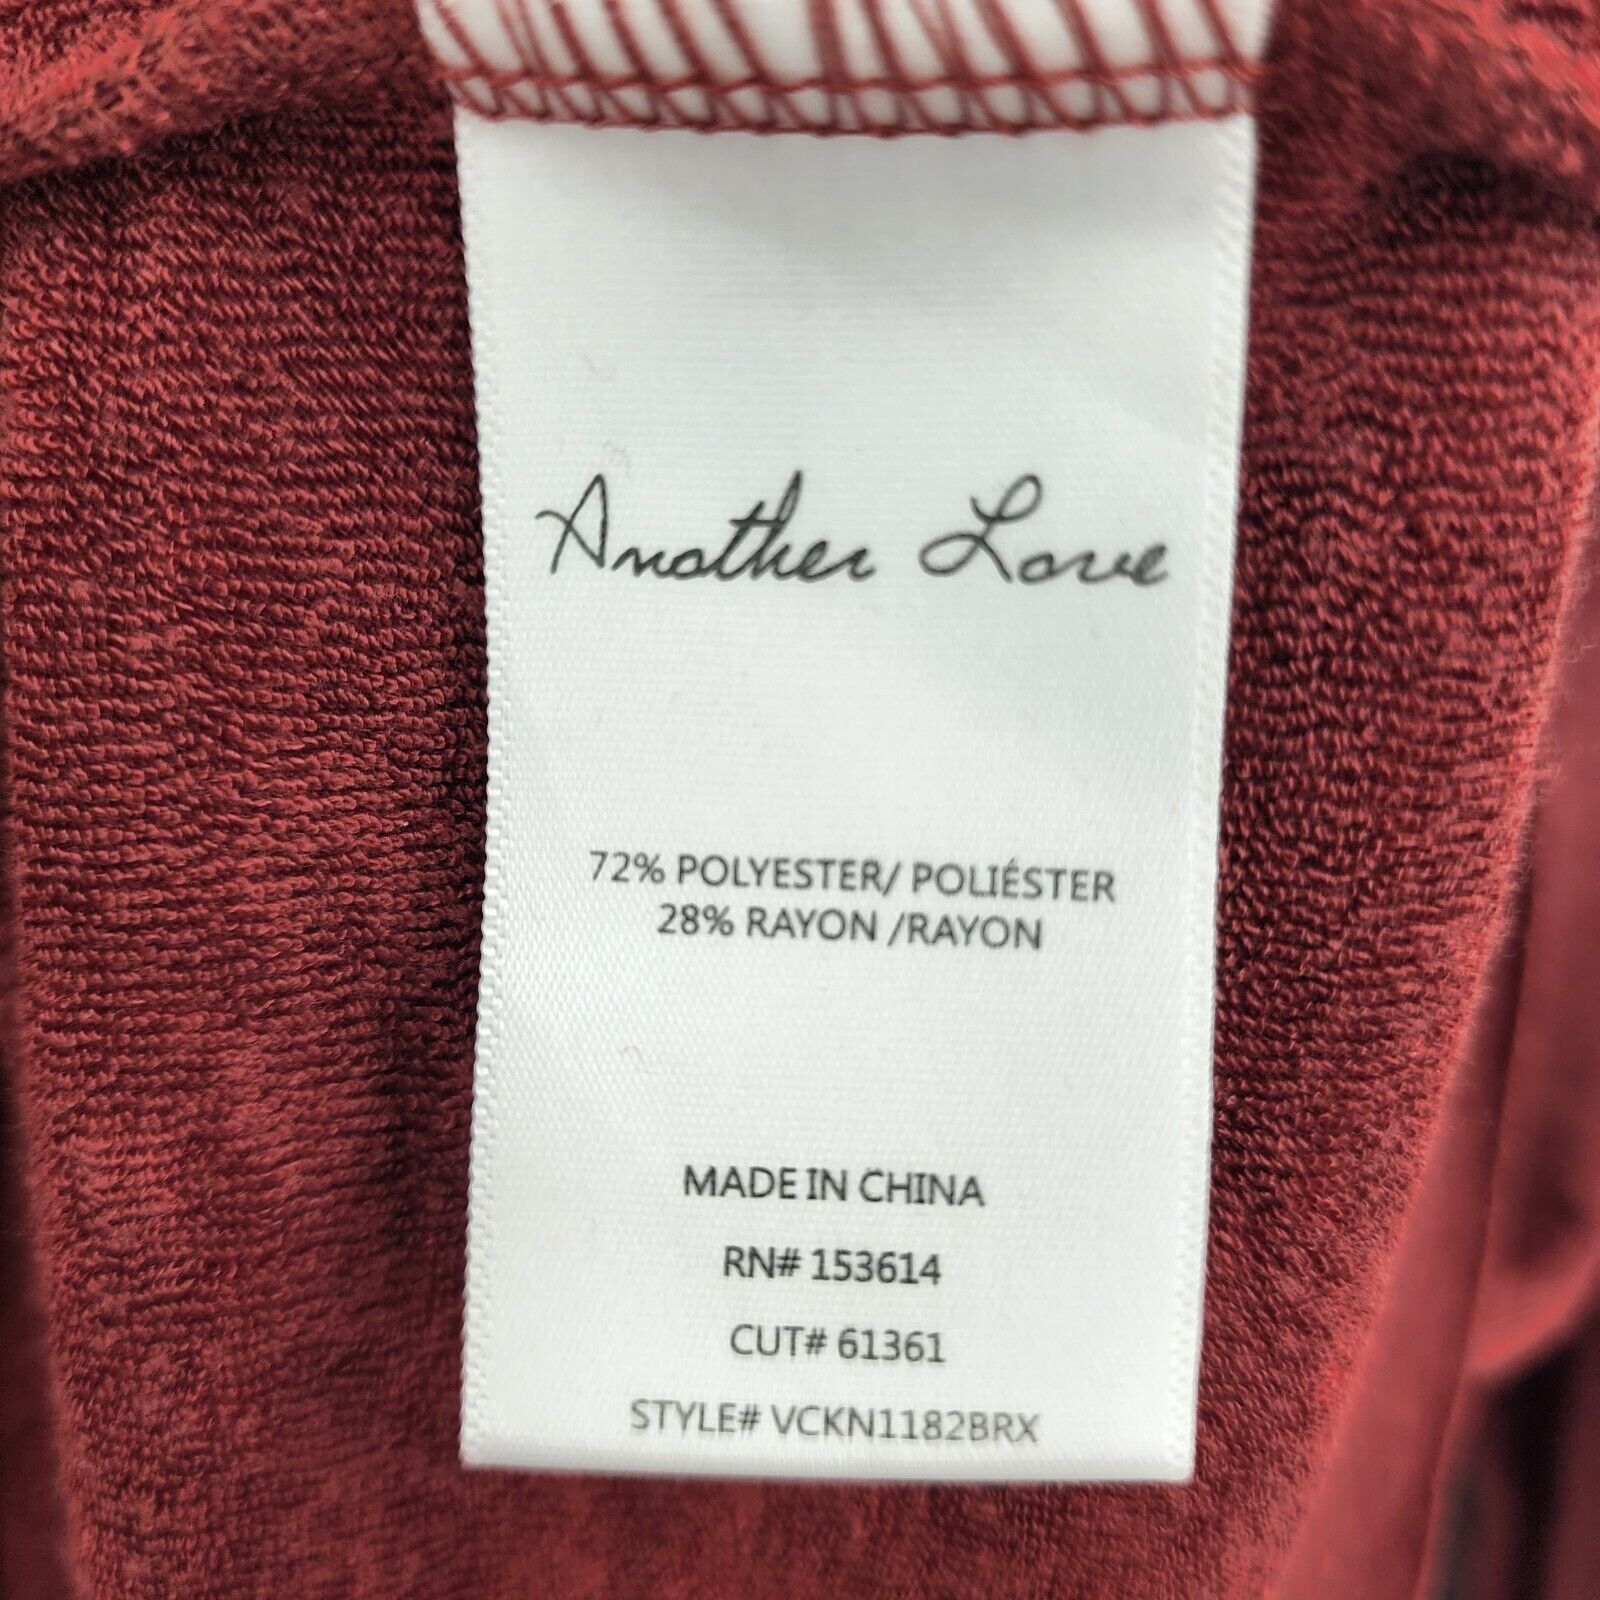 Another Love
72% POLYESTER/ POLIÉSTER
28% RAYON /RAYON
MADE IN CHINA
RN# 153614
CUT# 61361
STYLE# VCKN1182BRX